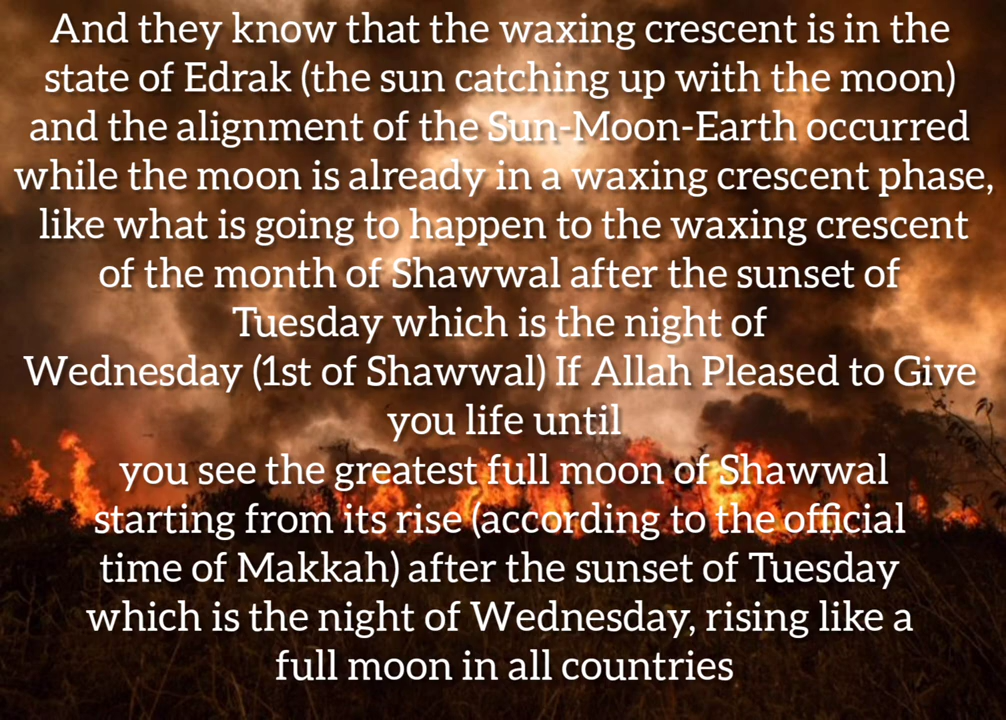 And they know that the waxing crescent is in the
state of Edrak (the sun catching up with the moon)
and the alignment of the Sun-Moon-Earth occurred
while the moon is already in a waxing crescent phase,
like what is going to happen to the waxing crescent
of the month of Shawwal after the sunset of
Tuesday which is the night of
Wednesday (1st of Shawwal) If Allah Pleased to Give
you life until
you see the greatest full moon of Shawwal
starting from its rise (according to the official
time of Makkah) after the sunset of Tuesday
which is the night of Wednesday, rising like a
full moon in all countries